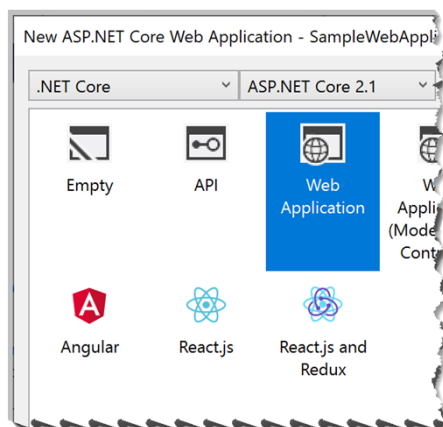 New ASP.NET Core Web Application - SampleWebAppli
.NET Core
ASP.NET Core 2.1
Empty
API
Web
Application
Angular
React.js
React.js and
Redux